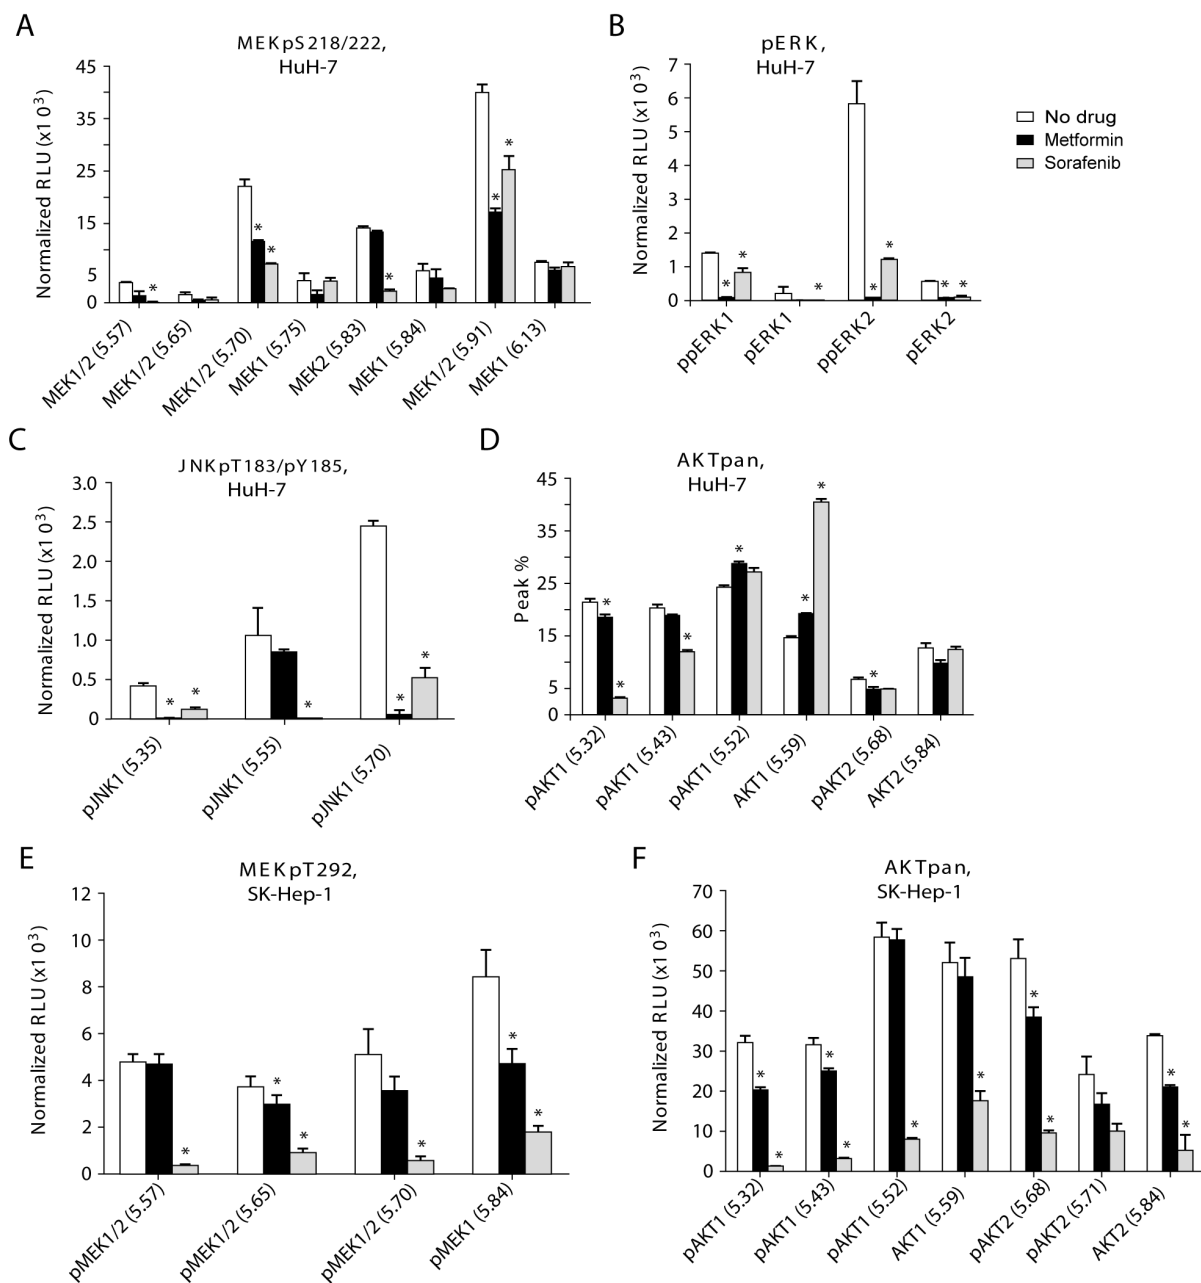 A
MEKpS218/222,
HuH-7
Normalized RLU (x10³)
45
35
25
15
5
0
*
*
*
*
*
*
MEK1/2 (5.57)
MEK1/2 (5.65)
MEK1/2 (5.70)
MEK1 (5.75)
MEK2 (5.83)
MEK1 (5.84)
MEK1/2 (5.91)
MEK1 (6.13)
B
pERK,
HuH-7
Normalized RLU (x10³)
7
6
5
4
3
2
1
0
*
*
*
*
*
*
*
ppERK1
pERK1
ppERK2
pERK2
No drug
Metformin
Sorafenib
C
JNKpT183/pY185,
HuH-7
Normalized RLU (x10³)
3.0
2.5
2.0
1.5
1.0
0.5
0
*
*
*
*
*
pJNK1 (5.35)
pJNK1 (5.55)
pJNK1 (5.70)
D
AKTpan,
HuH-7
Peak %
45
35
25
15
5
0
*
*
*
*
*
*
*
pAKT1 (5.32)
pAKT1 (5.43)
pAKT1 (5.52)
AKT1 (5.59)
pAKT2 (5.68)
AKT2 (5.84)
E
MEKpT292,
SK-Hep-1
Normalized RLU (x10³)
12
10
8
6
4
2
0
*
*
*
*
*
*
pMEK1/2 (5.57)
pMEK1/2 (5.65)
pMEK1/2 (5.70)
pMEK1 (5.84)
F
AKTpan,
SK-Hep-1
Normalized RLU (x10³)
70
60
50
40
30
20
10
0
*
*
*
*
*
*
*
*
*
*
pAKT1 (5.32)
pAKT1 (5.43)
pAKT1 (5.52)
AKT1 (5.59)
pAKT2 (5.68)
pAKT2 (5.71)
AKT2 (5.84)